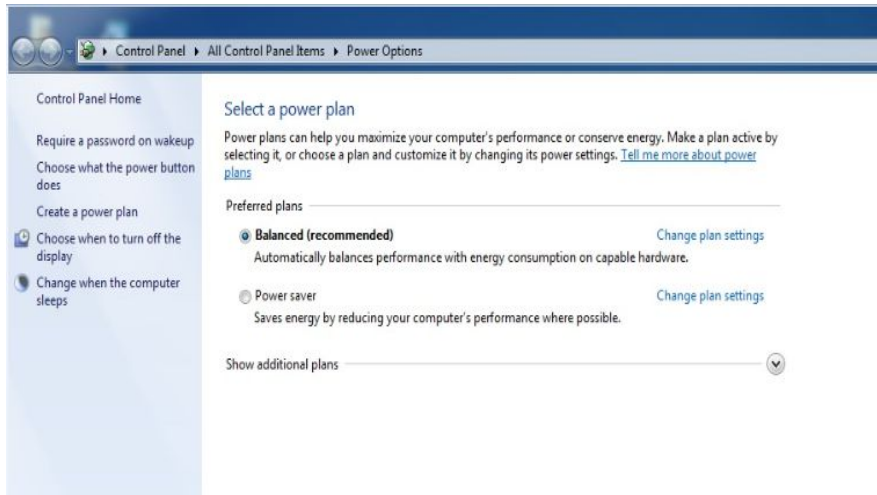 Control Panel ▸ All Control Panel Items ▸ Power Options
Control Panel Home
Require a password on wakeup
Choose what the power button
does
Create a power plan
Choose when to turn off the
display
Change when the computer
sleeps
Select a power plan
Power plans can help you maximize your computer's performance or conserve energy. Make a plan active by
selecting it, or choose a plan and customize it by changing its power settings. Tell me more about power
plans
Preferred plans
Balanced (recommended) Change plan settings
Automatically balances performance with energy consumption on capable hardware.
Power saver Change plan settings
Saves energy by reducing your computer's performance where possible.
Show additional plans